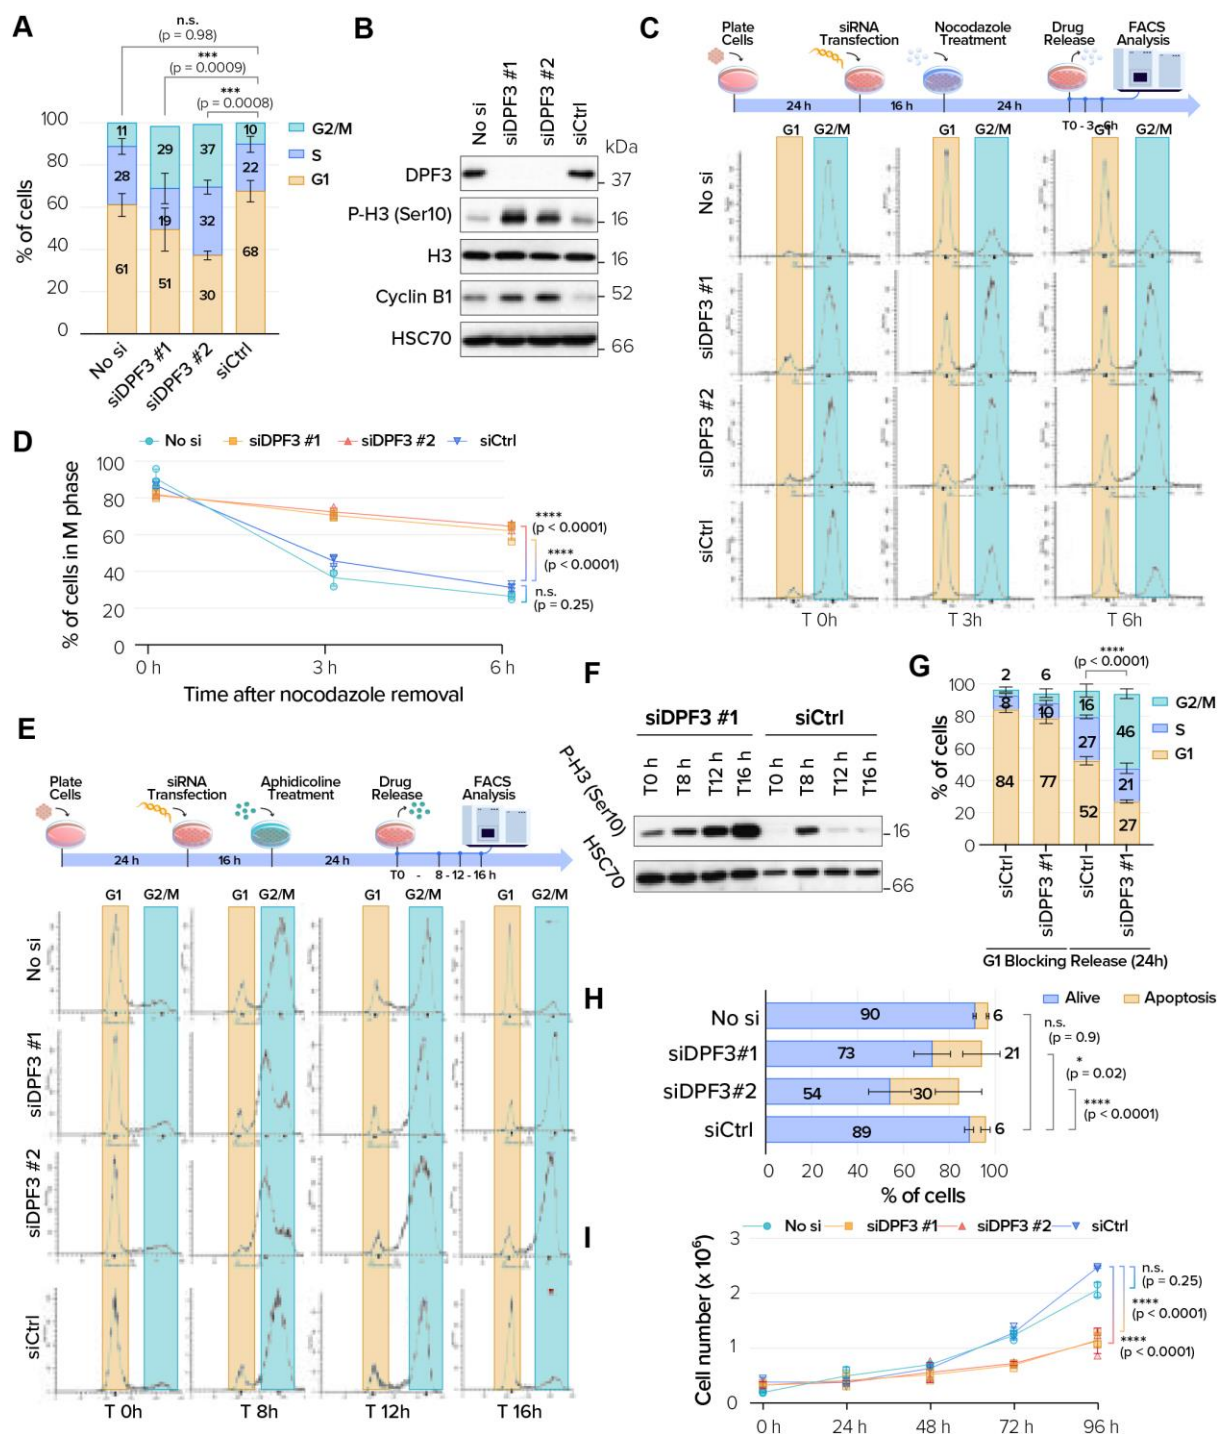 A
n.s.
(p = 0.98)
***
(p = 0.0009)
***
(p = 0.0008)
% of cells
100
80
60
40
20
0
11
28
61
29
19
51
37
32
30
10
22
68
G2/M
S
G1
No si
siDPF3 #1
siDPF3 #2
siCtrl
B
No si
siDPF3 #1
siDPF3 #2
siCtrl
kDa
DPF3
37
P-H3 (Ser10)
16
H3
16
Cyclin B1
52
HSC70
66
C
Plate Cells
siRNA Transfection
Nocodazole Treatment
Drug Release
FACS Analysis
24 h
16 h
24 h
T0 - 3 - 6h
G1 G2/M
G1 G2/M
G1 G2/M
No si
siDPF3 #1
siDPF3 #2
siCtrl
T 0h
T 3h
T 6h
D
No si
siDPF3 #1
siDPF3 #2
siCtrl
% of cells in M phase
100
80
60
40
20
0
0 h
3 h
6 h
Time after nocodazole removal
****
(p < 0.0001)
****
(p < 0.0001)
n.s.
(p = 0.25)
E
Plate Cells
siRNA Transfection
Aphidicoline Treatment
Drug Release
FACS Analysis
24 h
16 h
24 h
T0 - 8 - 12 - 16 h
G1 G2/M
G1 G2/M
G1 G2/M
G1 G2/M
No si
siDPF3 #1
siDPF3 #2
siCtrl
T 0h
T 8h
T 12h
T 16h
F
siDPF3 #1
siCtrl
T0 h
T8 h
T12 h
T16 h
T0 h
T8 h
T12 h
T16 h
P-H3 (Ser10)
16
HSC70
66
G
****
(p < 0.0001)
% of cells
100
80
60
40
20
0
2
8
84
6
10
77
16
27
52
46
21
27
G2/M
S
G1
siCtrl
siDPF3 #1
siCtrl
siDPF3 #1
G1 Blocking
Release (24h)
H
Alive
Apoptosis
No si
90
6
siDPF3#1
73
21
siDPF3#2
54
30
siCtrl
89
6
n.s.
(p = 0.9)
*
(p = 0.02)
****
(p < 0.0001)
0
20
40
60
80
100
% of cells
I
No si
siDPF3 #1
siDPF3 #2
siCtrl
Cell number (x 10⁶)
3
2
1
0
0 h
24 h
48 h
72 h
96 h
n.s.
(p = 0.25)
****
(p < 0.0001)
****
(p < 0.0001)